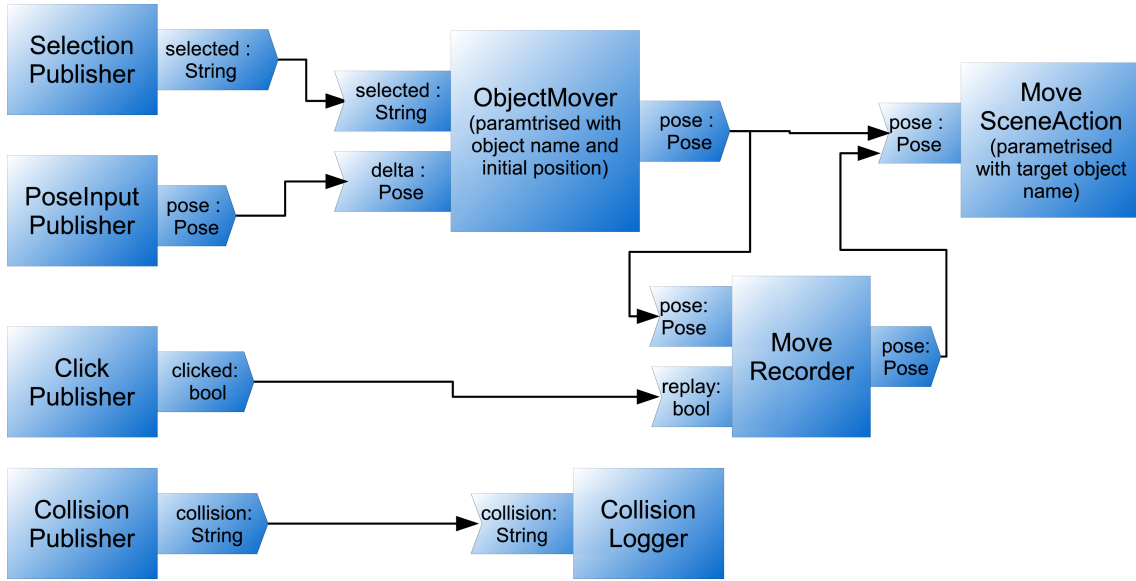 Selection
Publisher
selected :
String
selected :
String
ObjectMover
(paramtrised with
object name and
initial position)
pose :
Pose
pose :
Pose
Move
SceneAction
(parametrised
with target object
name)
PoseInput
Publisher
pose :
Pose
delta :
Pose
pose:
Pose
Move
Recorder
pose:
Pose
Click
Publisher
clicked:
bool
replay:
bool
Collision
Publisher
collision:
String
collision:
String
Collision
Logger